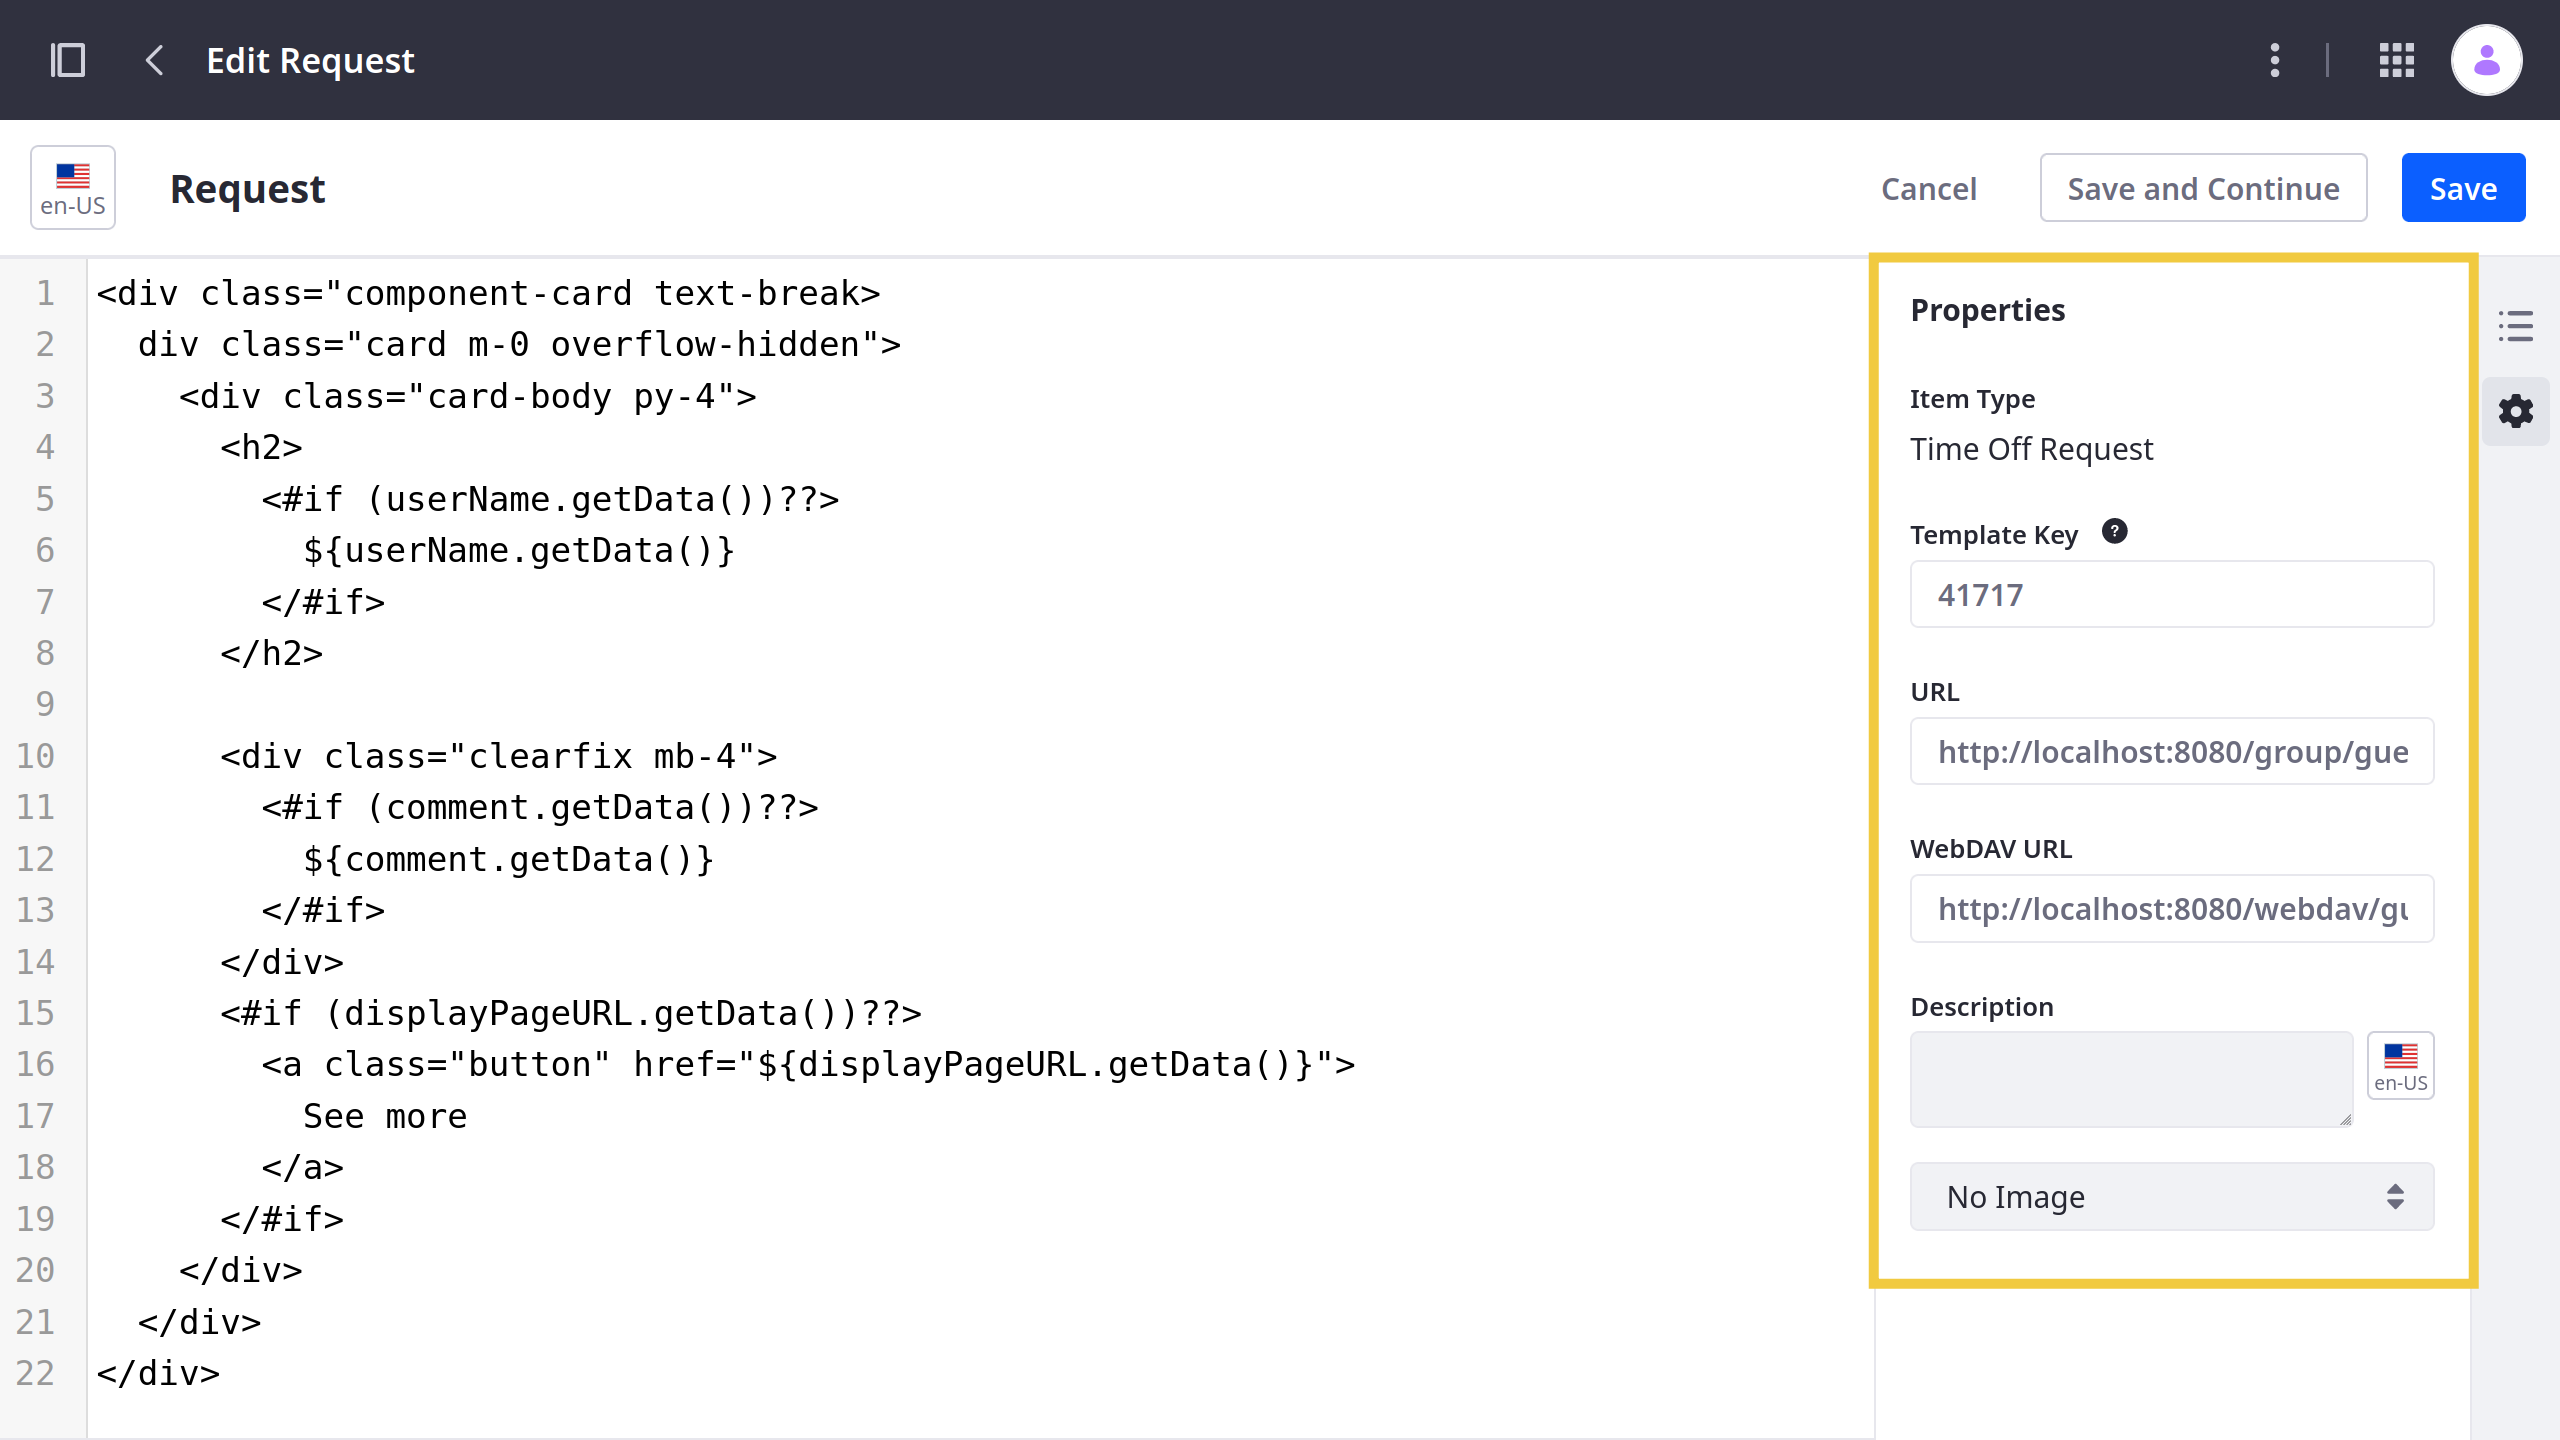 Edit Request
en-US
Request
Cancel
Save and Continue
Save
1 <div class="component-card text-break>
2 div class="card m-0 overflow-hidden">
3 <div class="card-body py-4">
4 <h2>
5 <#if (userName.getData())??>
6 ${userName.getData()}
7 </#if>
8 </h2>
9
10 <div class="clearfix mb-4">
11 <#if (comment.getData())??>
12 ${comment.getData()}
13 </#if>
14 </div>
15 <#if (displayPageURL.getData())??>
16 <a class="button" href="${displayPageURL.getData()}">
17 See more
18 </a>
19 </#if>
20 </div>
21 </div>
22 </div>
Properties
Item Type
Time Off Request
Template Key ?
41717
URL
http://localhost:8080/group/gue
WebDAV URL
http://localhost:8080/webdav/gu
Description
en-US
No Image